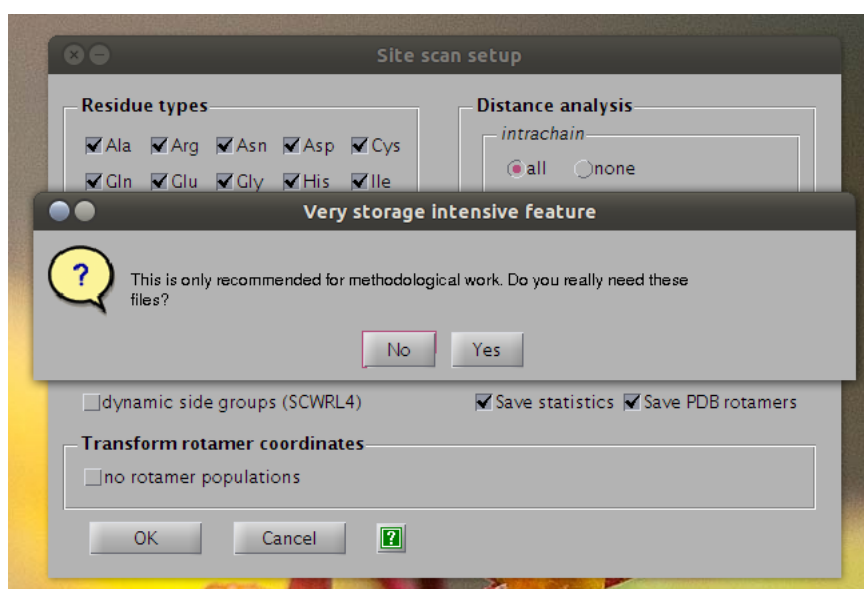 Site scan setup
Residue types
Ala Arg Asn Asp Cys
Gln Glu Gly His Ile
Distance analysis
intrachain
all none
Very storage intensive feature
?
This is only recommended for methodological work. Do you really need these
files?
No Yes
dynamic side groups (SCWRL4)
Save statistics Save PDB rotamers
Transform rotamer coordinates
no rotamer populations
OK Cancel ?